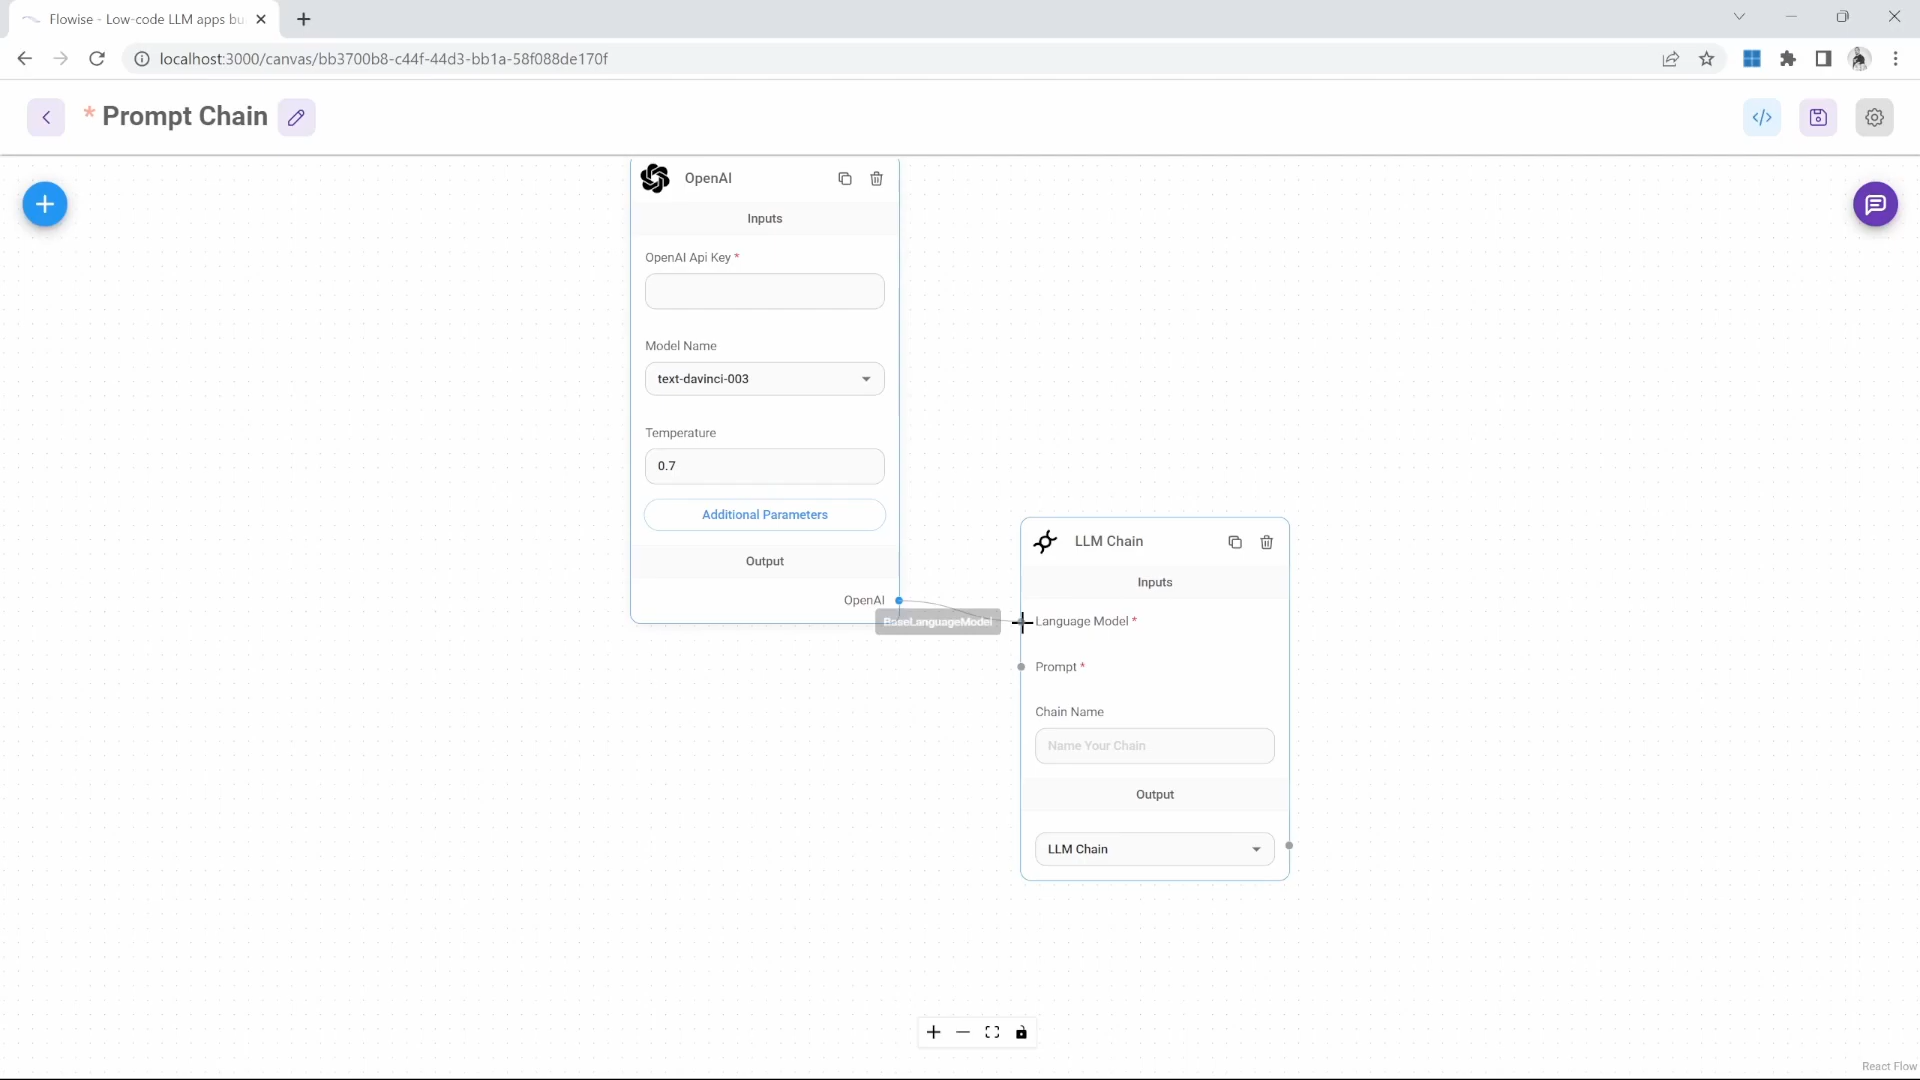 Flowise - Low-code LLM apps bu
localhost:3000/canvas/bb3700b8-c44f-44d3-bb1a-58f088de170f
* Prompt Chain
OpenAI
Inputs
OpenAI Api Key *
Model Name
text-davinci-003
Temperature
0.7
Additional Parameters
Output
OpenAI
BaseLanguageModel
LLM Chain
Inputs
Language Model *
Prompt *
Chain Name
Name Your Chain
Output
LLM Chain
React Flow